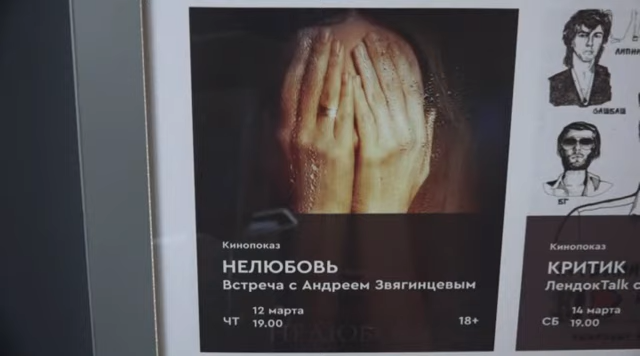 Кинопоказ
НЕЛЮБОВЬ
Встреча с Андреем Звягинцевым
ЧТ
12 марта
19.00
18+
БАШБАШ
БГ
Кинопоказ
КРИТИК
ЛендокTalk с
СБ
14 марта
19.00